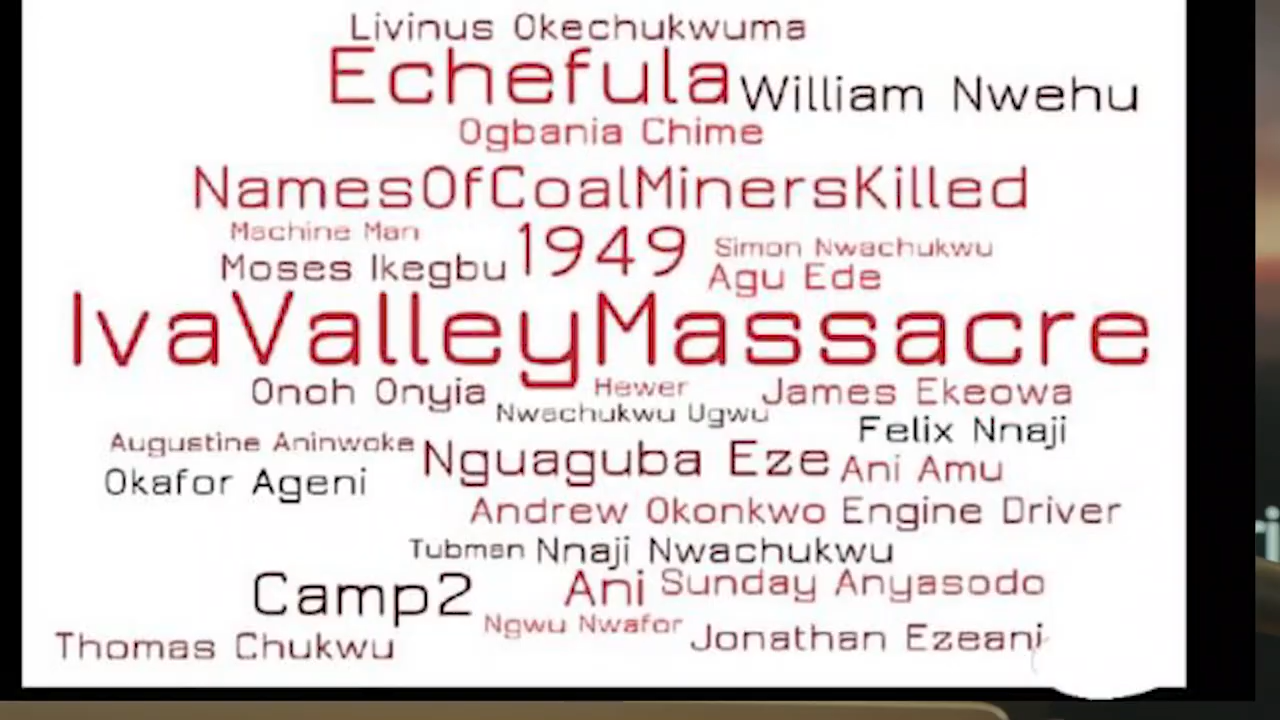 Livinus Okechukwuma
Echefula
William Nwehu
Ogbania Chime
NamesOfCoalMinersKilled
Machine Man
1949
Simon Nwachukwu
Moses Ikegbu
Agu Ede
IvaValleyMassacre
Onoh Onyia
Hewer
James Ekeowa
Nwachukwu Ugwu
Felix Nnaji
Augustine Aninwoke
Nguaguba Eze
Ani Amu
Okafor Ageni
Andrew Okonkwo
Engine Driver
Tubman
Nnaji Nwachukwu
Camp2
Ani
Sunday Anyasodo
Ngwu Nwafor
Jonathan Ezeani
Thomas Chukwu